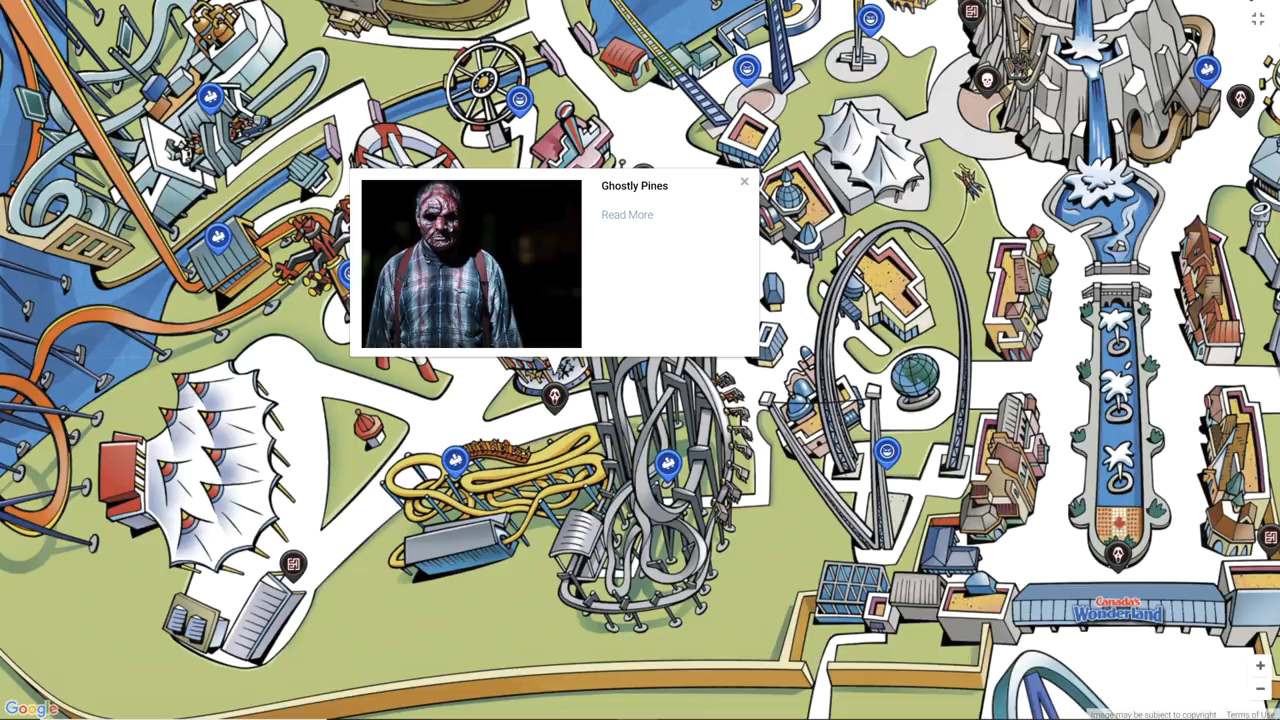 Ghostly Pines
Read More
Canada's
Wonderland
Google
Image may be subject to copyright
Terms of Use